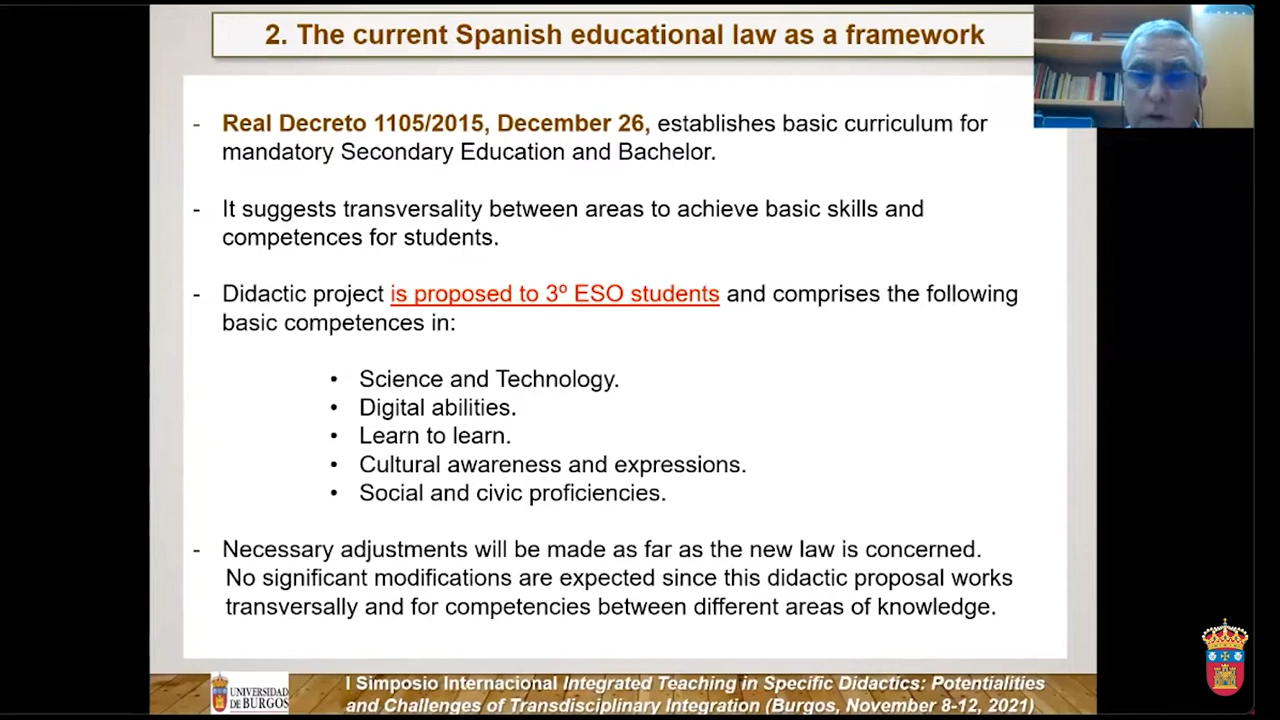 2. The current Spanish educational law as a framework
- Real Decreto 1105/2015, December 26, establishes basic curriculum for
mandatory Secondary Education and Bachelor.
- It suggests transversality between areas to achieve basic skills and
competences for students.
- Didactic project is proposed to 3º ESO students and comprises the following
basic competences in:
• Science and Technology.
• Digital abilities.
• Learn to learn.
• Cultural awareness and expressions.
• Social and civic proficiencies.
- Necessary adjustments will be made as far as the new law is concerned.
No significant modifications are expected since this didactic proposal works
transversally and for competencies between different areas of knowledge.
UNIVERSIDAD
DE BURGOS
I Simposio Internacional Integrated Teaching in Specific Didactics: Potentialities
and Challenges of Transdisciplinary Integration (Burgos, November 8-12, 2021)